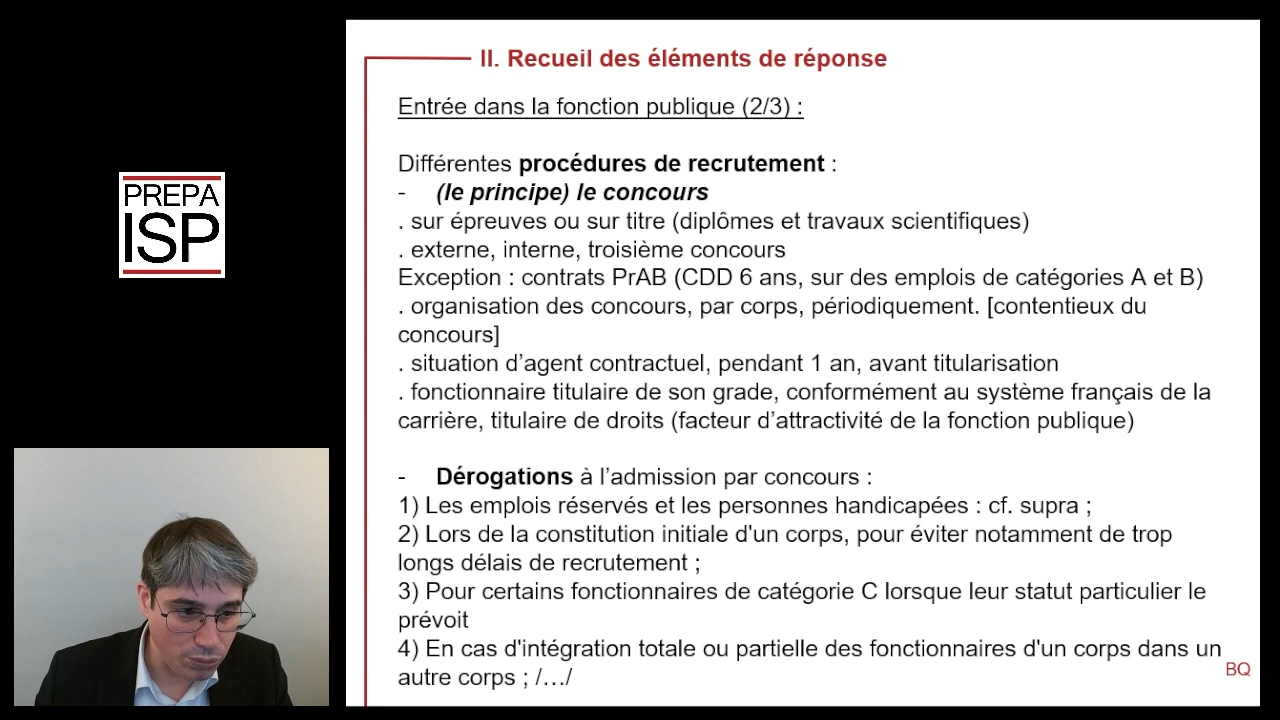 PREPA
ISP
II. Recueil des éléments de réponse
Entrée dans la fonction publique (2/3) :
Différentes procédures de recrutement :
- (le principe) le concours
. sur épreuves ou sur titre (diplômes et travaux scientifiques)
. externe, interne, troisième concours
Exception : contrats PrAB (CDD 6 ans, sur des emplois de catégories A et B)
. organisation des concours, par corps, périodiquement. [contentieux du
concours]
. situation d’agent contractuel, pendant 1 an, avant titularisation
. fonctionnaire titulaire de son grade, conformément au système français de la
carrière, titulaire de droits (facteur d’attractivité de la fonction publique)
- Dérogations à l’admission par concours :
1) Les emplois réservés et les personnes handicapées : cf. supra ;
2) Lors de la constitution initiale d'un corps, pour éviter notamment de trop
longs délais de recrutement ;
3) Pour certains fonctionnaires de catégorie C lorsque leur statut particulier le
prévoit
4) En cas d'intégration totale ou partielle des fonctionnaires d'un corps dans un
autre corps ; /…/
BQ